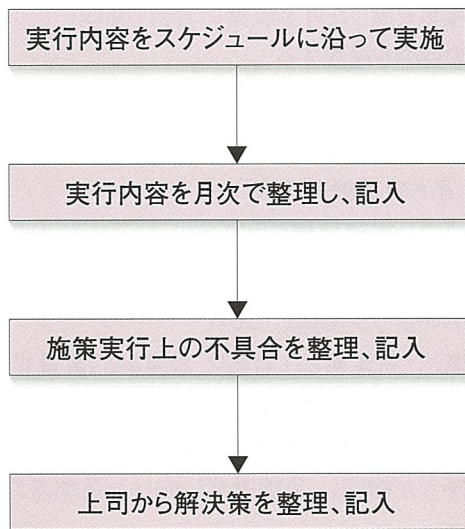 実行内容をスケジュールに沿って実施
実行内容を月次で整理し、記入
施策実行上の不具合を整理、記入
上司から解決策を整理、記入